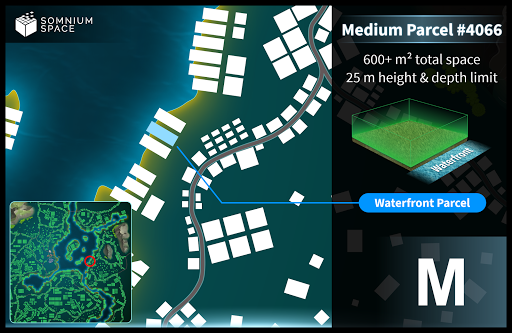 SOMNIUM
SPACE
Medium Parcel #4066
600+ m² total space
25 m height & depth limit
Waterfront
Waterfront Parcel
M